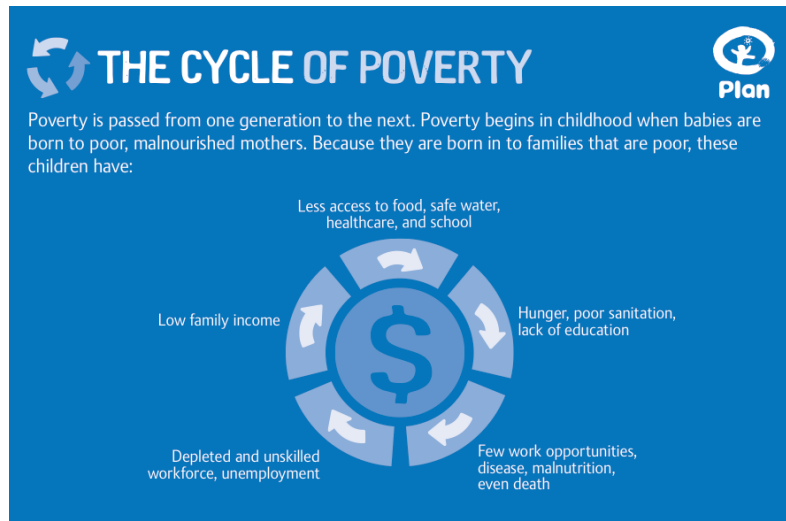 THE CYCLE OF POVERTY
Plan
Poverty is passed from one generation to the next. Poverty begins in childhood when babies are
born to poor, malnourished mothers. Because they are born in to families that are poor, these
children have:
Less access to food, safe water,
healthcare, and school
Hunger, poor sanitation,
lack of education
Few work opportunities,
disease, malnutrition,
even death
Depleted and unskilled
workforce, unemployment
Low family income
$